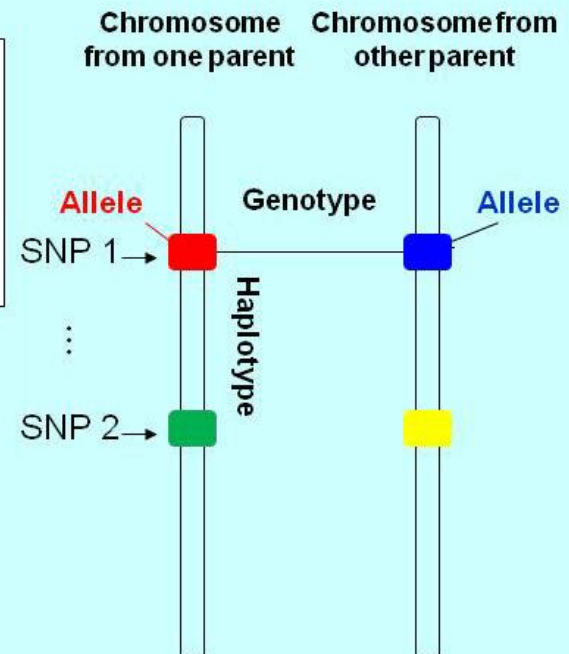 Chromosome
from one parent
Chromosome from
other parent
Allele
Genotype
Allele
SNP 1
Haplotype
⋮
SNP 2